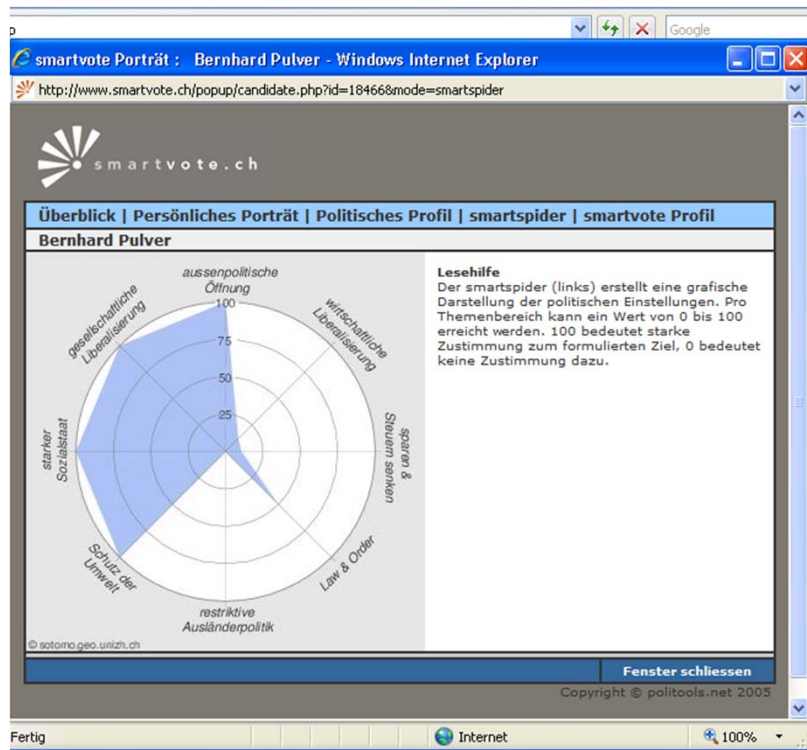 p
Google
smartvote Porträt : Bernhard Pulver - Windows Internet Explorer
http://www.smartvote.ch/popup/candidate.php?id=18466&mode=smartspider
smartvote.ch
Überblick | Persönliches Porträt | Politisches Profil | smartspider | smartvote Profil
Bernhard Pulver
aussenpolitische
Öffnung
wirtschaftliche
Liberalisierung
sparen &
Steuern senken
Law & Order
restriktive
Ausländerpolitik
Schutz der
Umwelt
starker
Sozialstaat
gesellschaftliche
Liberalisierung
100
75
50
25
© sotomo.geo.unizh.ch
Lesehilfe
Der smartspider (links) erstellt eine grafische
Darstellung der politischen Einstellungen. Pro
Themenbereich kann ein Wert von 0 bis 100
erreicht werden. 100 bedeutet starke
Zustimmung zum formulierten Ziel, 0 bedeutet
keine Zustimmung dazu.
Fenster schliessen
Copyright © politools.net 2005
Fertig
Internet
100%